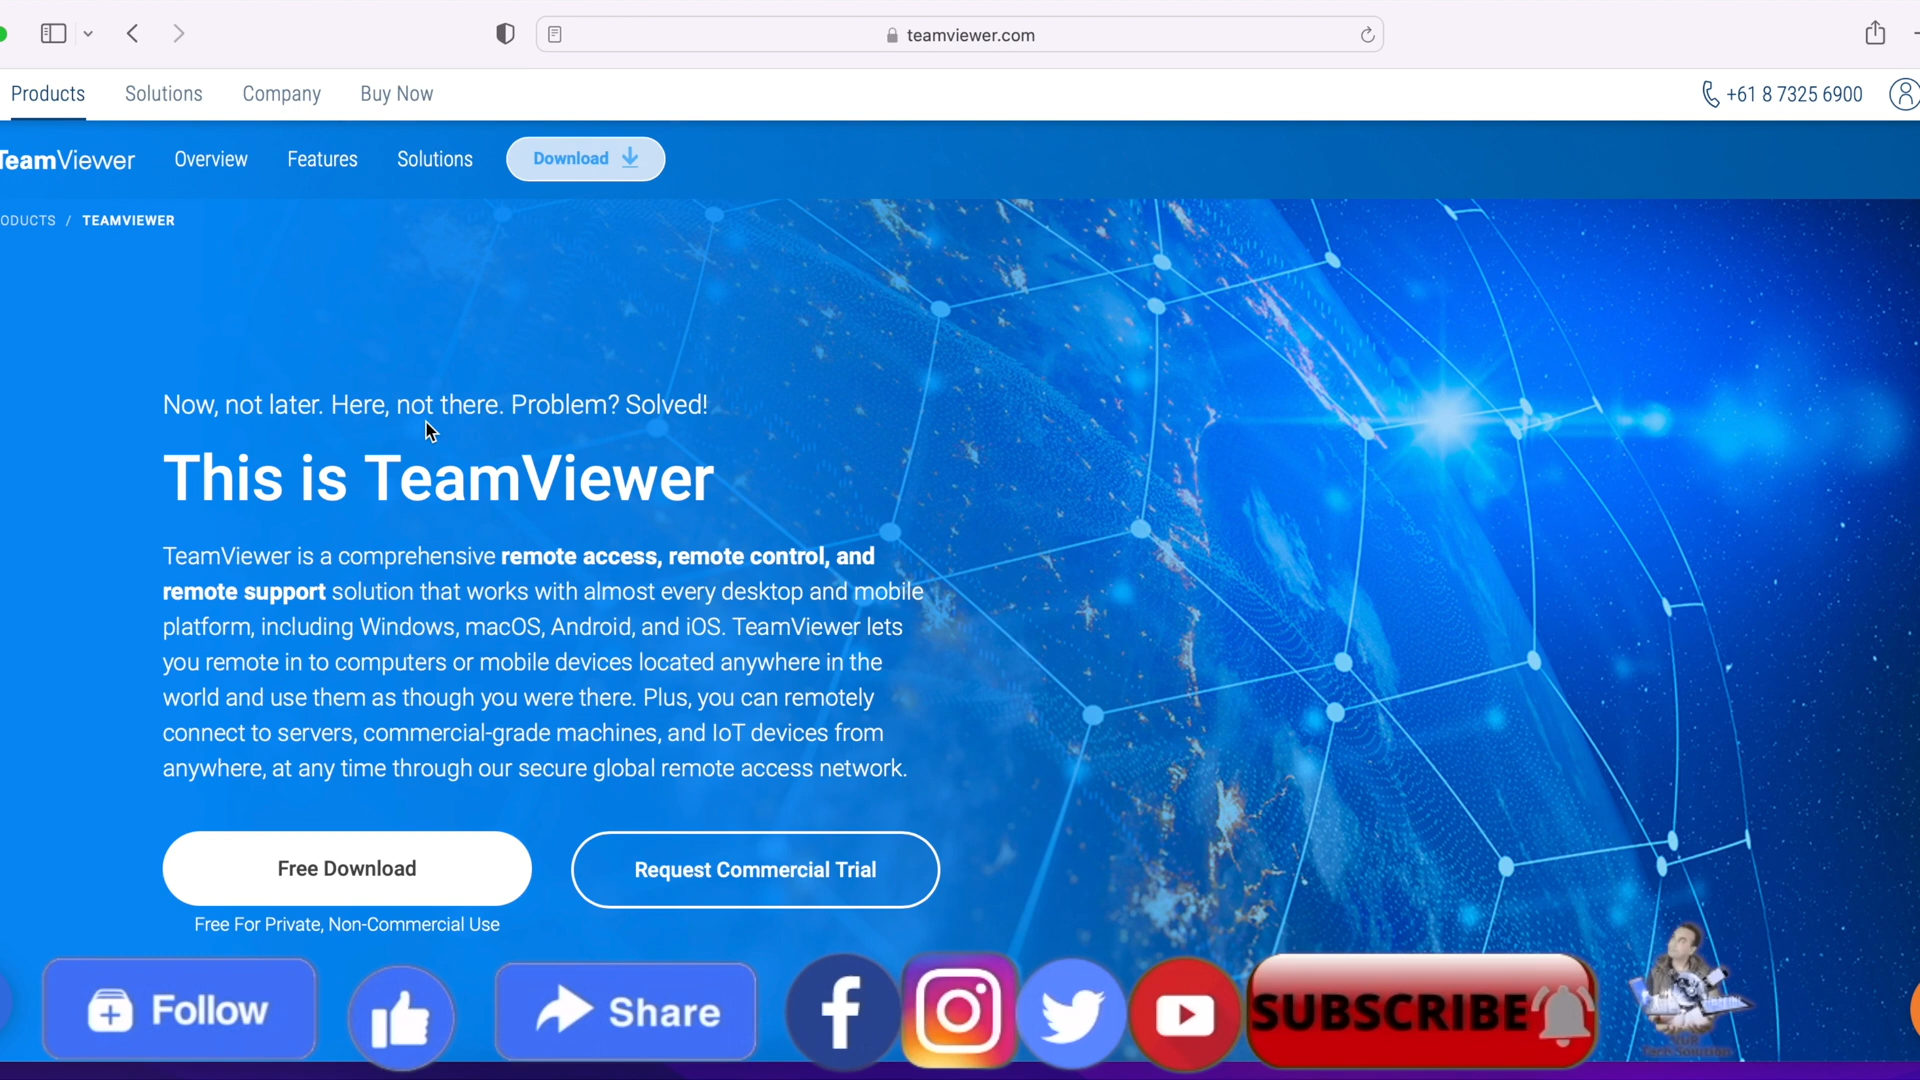 teamviewer.com
Products Solutions Company Buy Now +61 8 7325 6900
TeamViewer Overview Features Solutions Download
ODUCTS / TEAMVIEWER
Now, not later. Here, not there. Problem? Solved!
This is TeamViewer
TeamViewer is a comprehensive remote access, remote control, and
remote support solution that works with almost every desktop and mobile
platform, including Windows, macOS, Android, and iOS. TeamViewer lets
you remote in to computers or mobile devices located anywhere in the
world and use them as though you were there. Plus, you can remotely
connect to servers, commercial-grade machines, and IoT devices from
anywhere, at any time through our secure global remote access network.
Free Download Request Commercial Trial
Free For Private, Non-Commercial Use
Follow Share SUBSCRIBE
Tech Solution